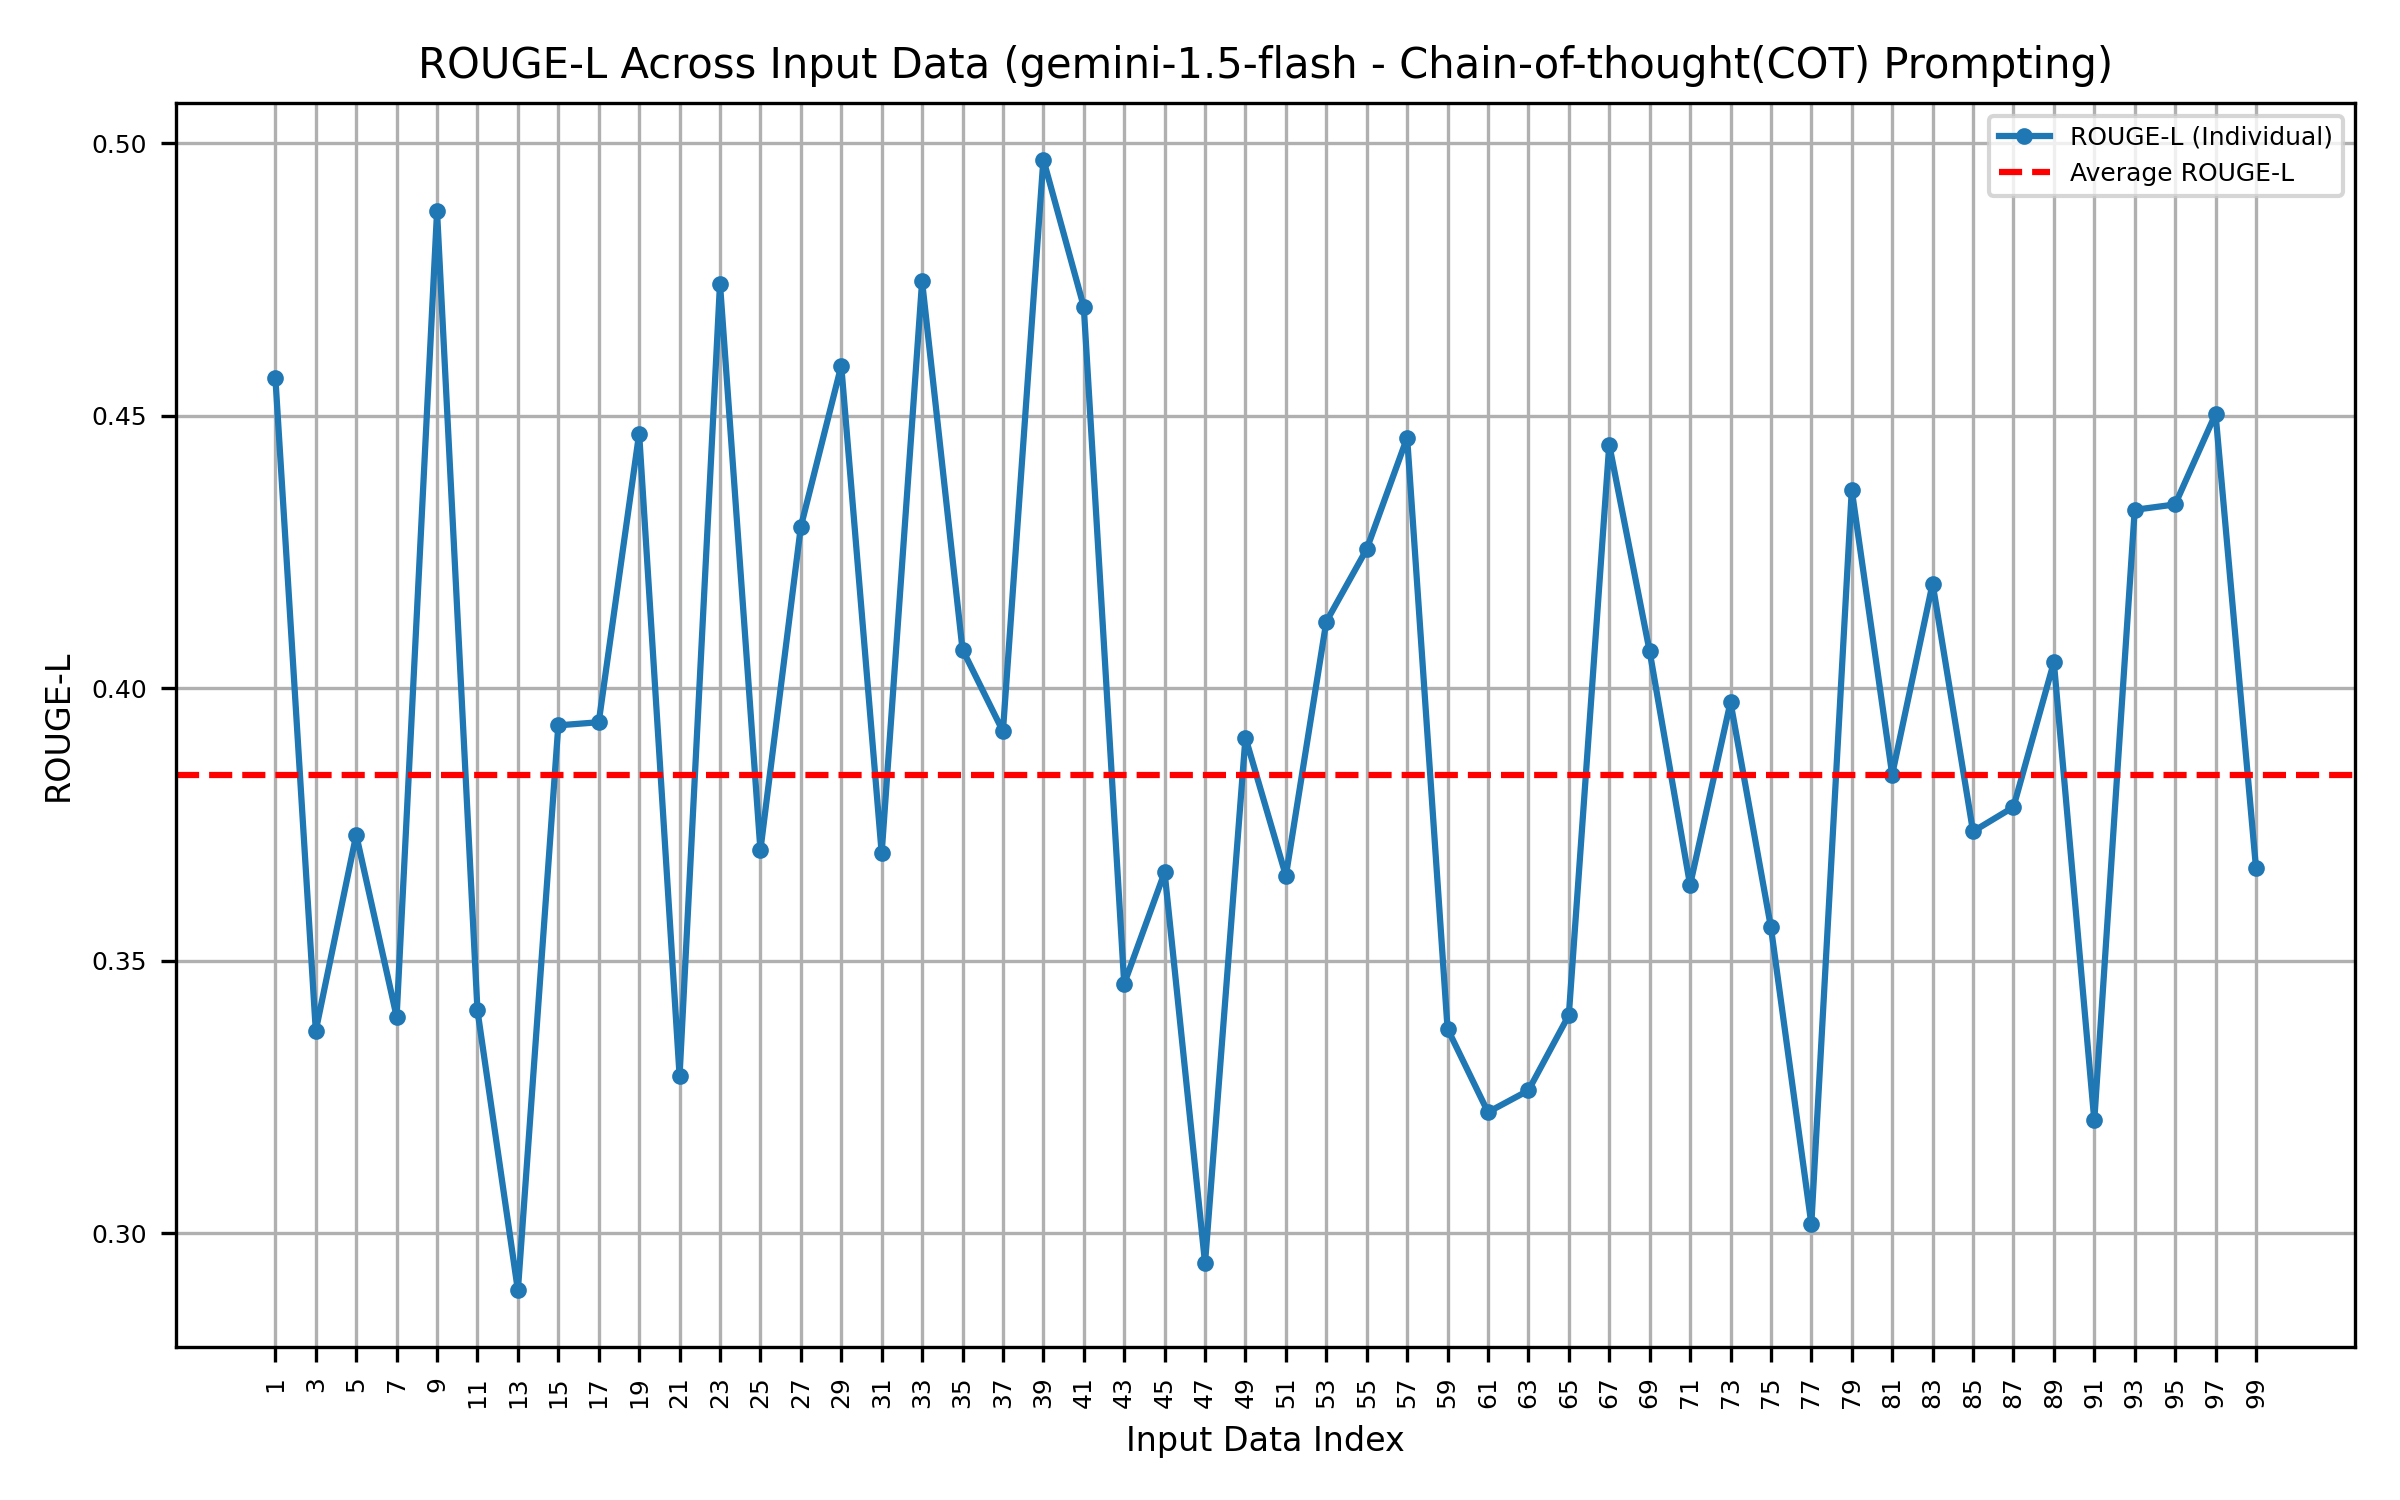 ROUGE-L Across Input Data (gemini-1.5-flash - Chain-of-thought(COT) Prompting)
ROUGE-L (Individual)
Average ROUGE-L
ROUGE-L
0.50
0.45
0.40
0.35
0.30
1 3 5 7 9 11 13 15 17 19 21 23 25 27 29 31 33 35 37 39 41 43 45 47 49 51 53 55 57 59 61 63 65 67 69 71 73 75 77 79 81 83 85 87 89 91 93 95 97 99
Input Data Index